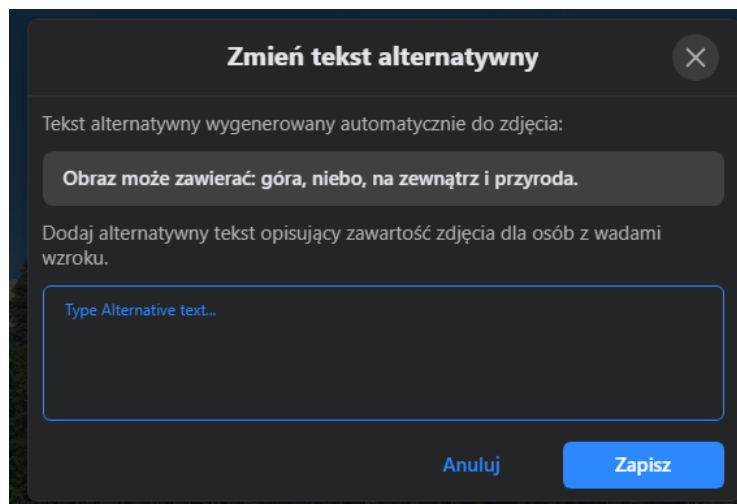 Zmień tekst alternatywny
Tekst alternatywny wygenerowany automatycznie do zdjęcia:
Obraz może zawierać: góra, niebo, na zewnątrz i przyroda.
Dodaj alternatywny tekst opisujący zawartość zdjęcia dla osób z wadami
wzroku.
Type Alternative text...
Anuluj
Zapisz